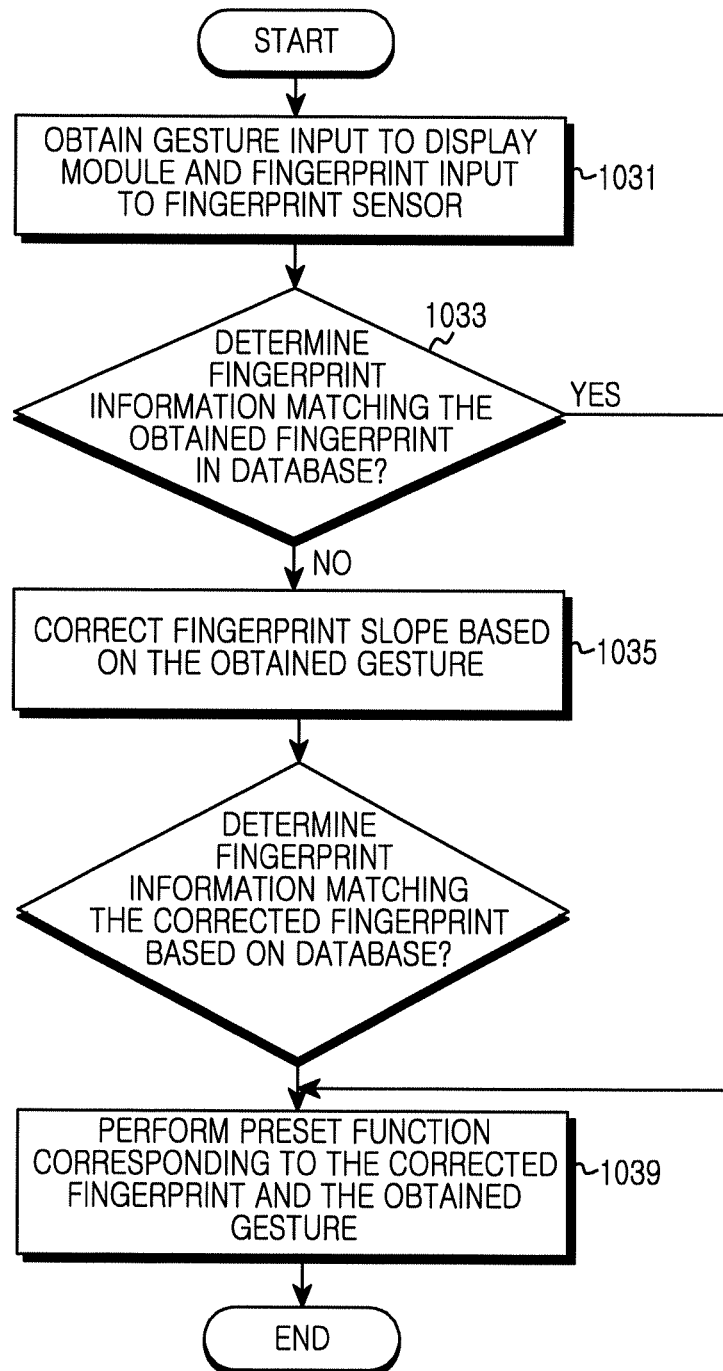 START
OBTAIN GESTURE INPUT TO DISPLAY
MODULE AND FINGERPRINT INPUT
TO FINGERPRINT SENSOR
1031
1033
DETERMINE
FINGERPRINT
INFORMATION MATCHING THE
OBTAINED FINGERPRINT
IN DATABASE?
YES
NO
CORRECT FINGERPRINT SLOPE BASED
ON THE OBTAINED GESTURE
1035
DETERMINE
FINGERPRINT
INFORMATION MATCHING
THE CORRECTED FINGERPRINT
BASED ON DATABASE?
PERFORM PRESET FUNCTION
CORRESPONDING TO THE CORRECTED
FINGERPRINT AND THE OBTAINED
GESTURE
1039
END